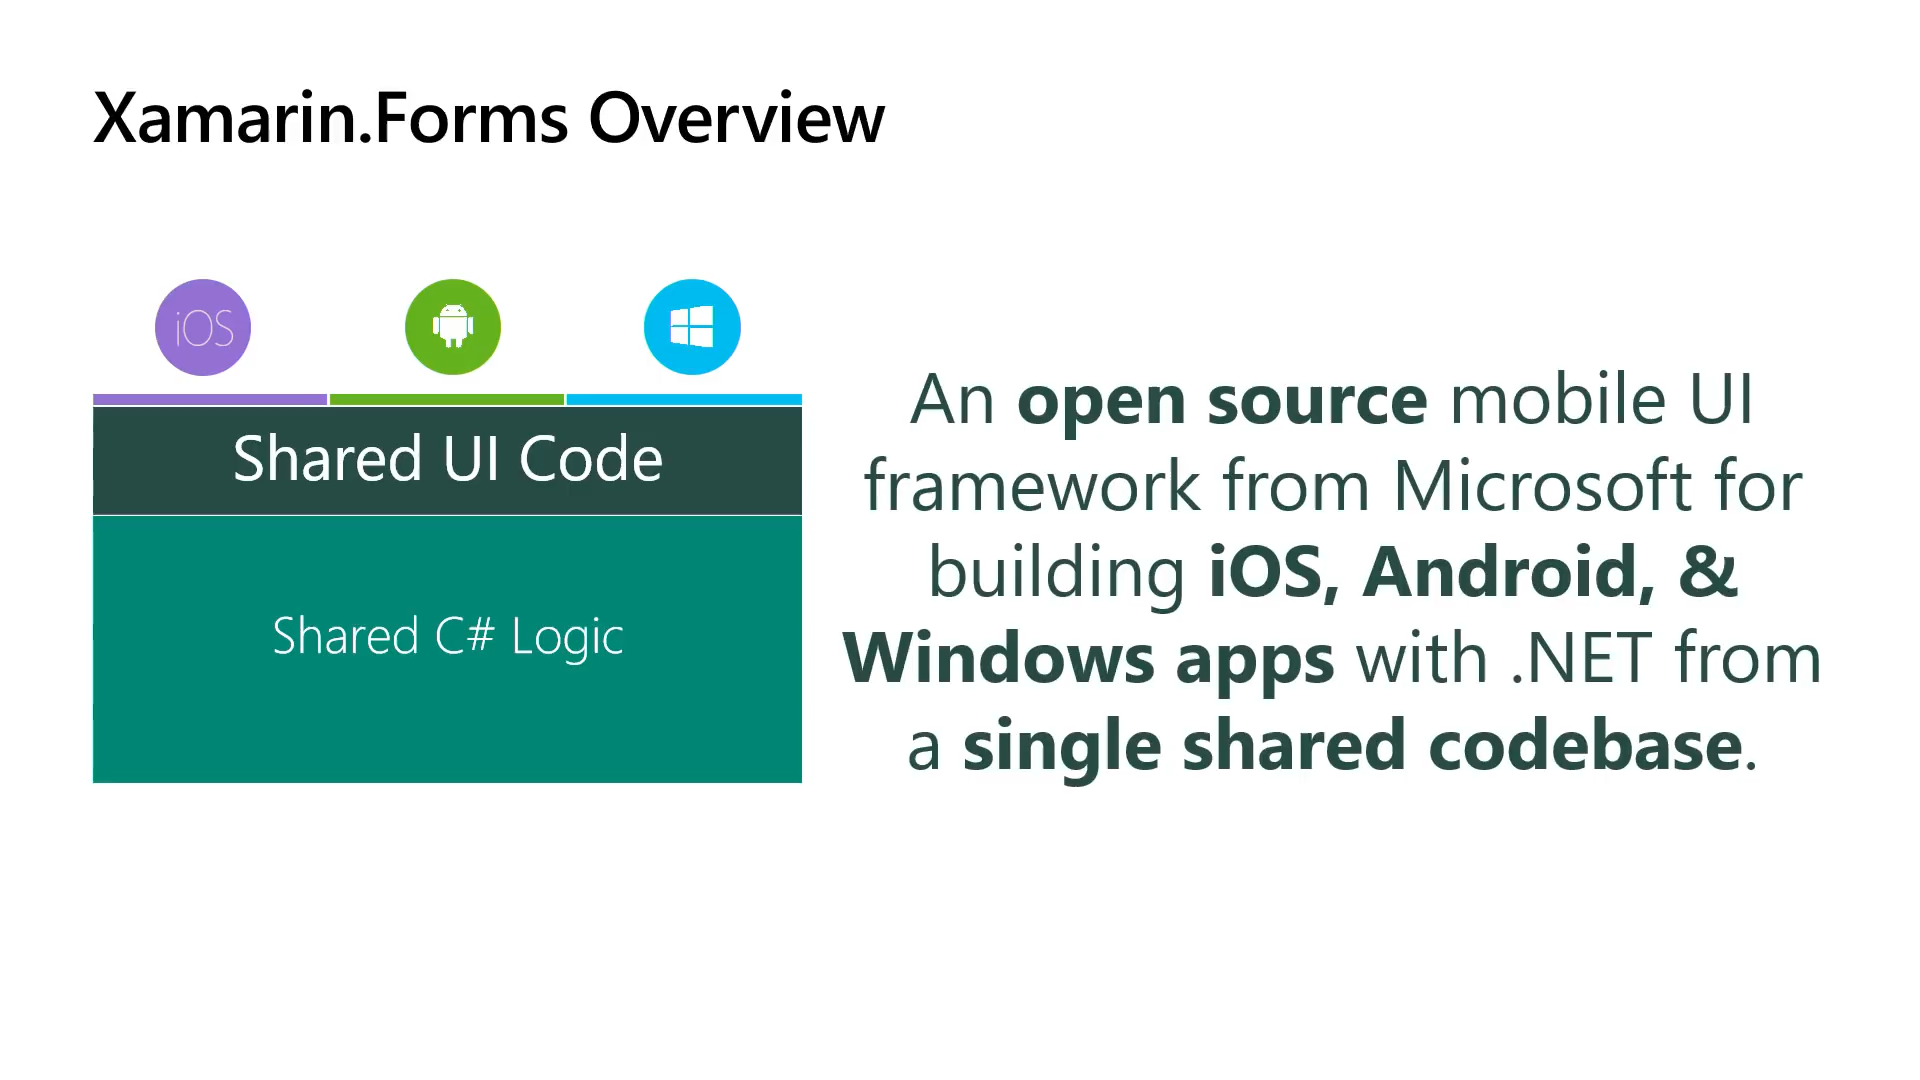 Xamarin.Forms Overview
iOS
Shared UI Code
Shared C# Logic
An open source mobile UI
framework from Microsoft for
building iOS, Android, &
Windows apps with .NET from
a single shared codebase.